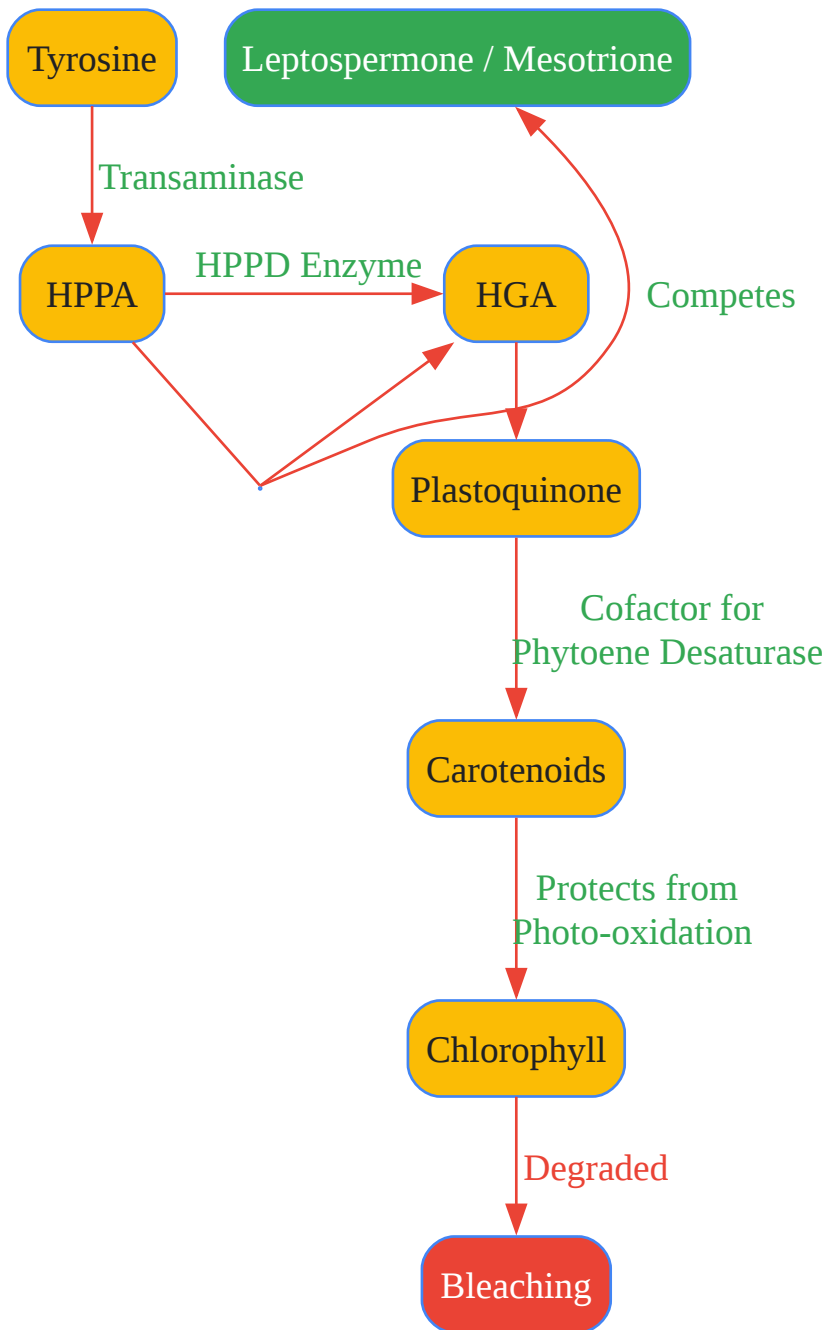 Tyrosine
Leptospermone / Mesotrione
Transaminase
HPPD Enzyme
HPPA
HGA
Competes
Plastoquinone
Cofactor for
Phytoene Desaturase
Carotenoids
Protects from
Photo-oxidation
Chlorophyll
Degraded
Bleaching